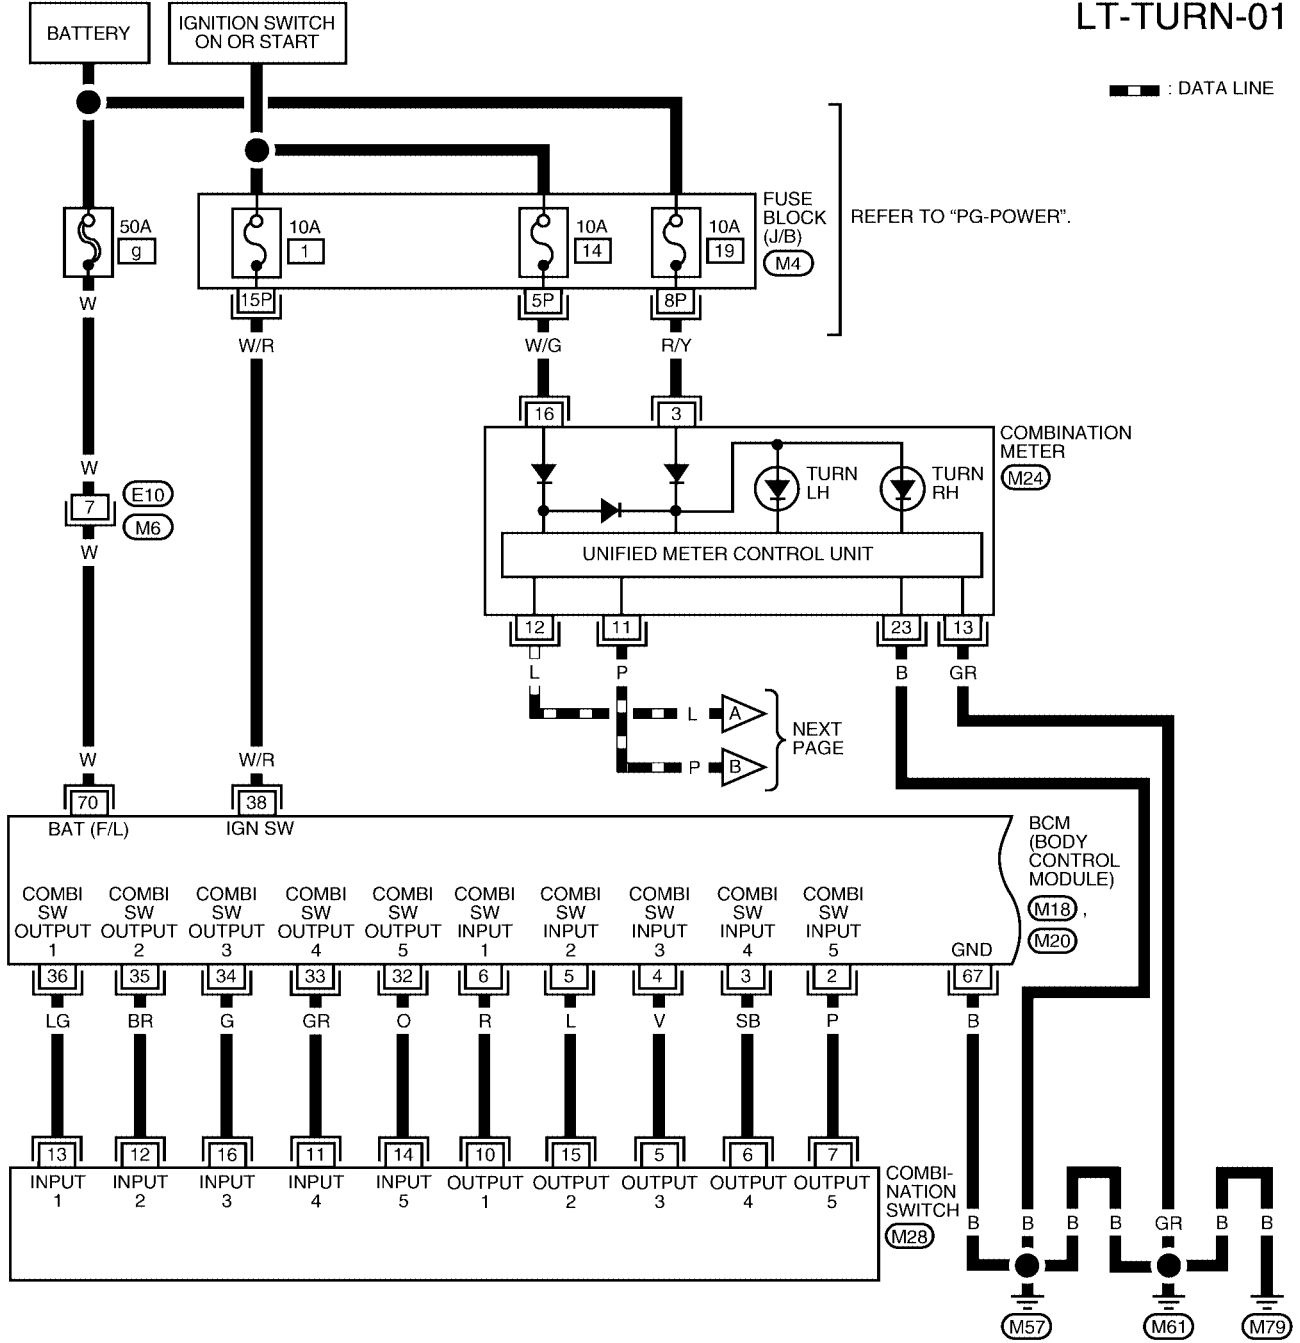 LT-TURN-01
BATTERY
IGNITION SWITCH
ON OR START
: DATA LINE
50A
g
10A
1
10A
14
10A
19
FUSE
BLOCK
(J/B)
M4
REFER TO “PG-POWER”.
15P
5P
8P
W
W/R
W/G
R/Y
16
3
COMBINATION
METER
M24
TURN
LH
TURN
RH
W
7
E10
M6
W
UNIFIED METER CONTROL UNIT
12
11
23
13
L
P
B
GR
L
A
P
B
NEXT
PAGE
W
W/R
70
38
BAT (F/L)
IGN SW
BCM
(BODY
CONTROL
MODULE)
M18 ,
M20
COMBI
SW
OUTPUT
1
COMBI
SW
OUTPUT
2
COMBI
SW
OUTPUT
3
COMBI
SW
OUTPUT
4
COMBI
SW
OUTPUT
5
COMBI
SW
INPUT
1
COMBI
SW
INPUT
2
COMBI
SW
INPUT
3
COMBI
SW
INPUT
4
COMBI
SW
INPUT
5
GND
36
35
34
33
32
6
5
4
3
2
67
LG
BR
G
GR
O
R
L
V
SB
P
B
13
12
16
11
14
10
15
5
6
7
INPUT
1
INPUT
2
INPUT
3
INPUT
4
INPUT
5
OUTPUT
1
OUTPUT
2
OUTPUT
3
OUTPUT
4
OUTPUT
5
COMBI-
NATION
SWITCH
M28
B
B
B
B
GR
B
B
M57
M61
M79